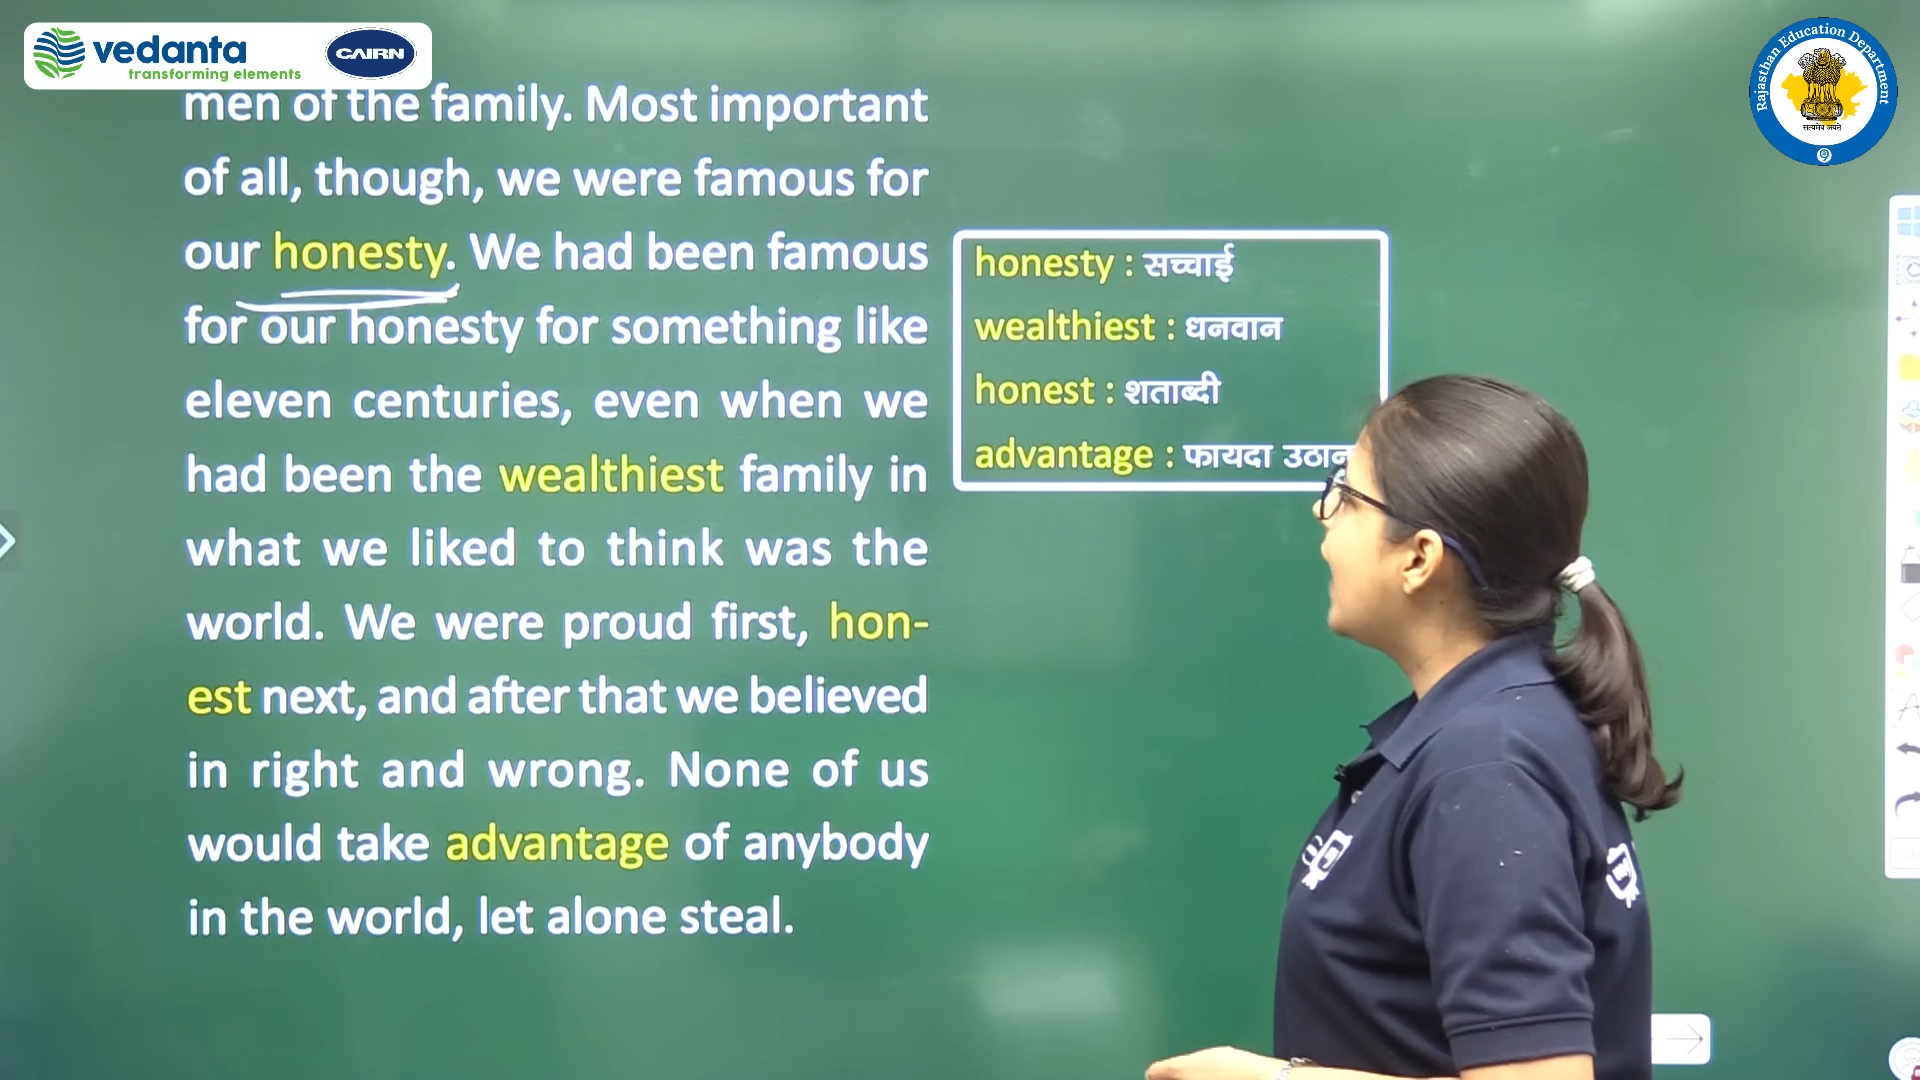 vedanta
transforming elements
CAIRN
Rajasthan Education Department
सत्यमेव जयते
men of the family. Most important
of all, though, we were famous for
our honesty. We had been famous
for our honesty for something like
eleven centuries, even when we
had been the wealthiest family in
what we liked to think was the
world. We were proud first, hon-
est next, and after that we believed
in right and wrong. None of us
would take advantage of anybody
in the world, let alone steal.
honesty : सच्चाई
wealthiest : धनवान
honest : शताब्दी
advantage : फायदा